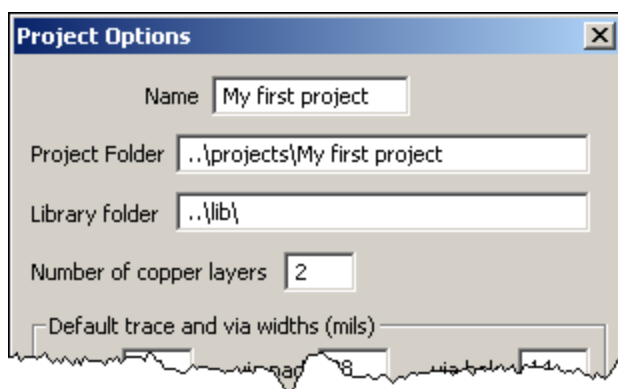 Project Options
Name My first project
Project Folder ..\projects\My first project
Library folder ..\lib\
Number of copper layers 2
Default trace and via widths (mils)